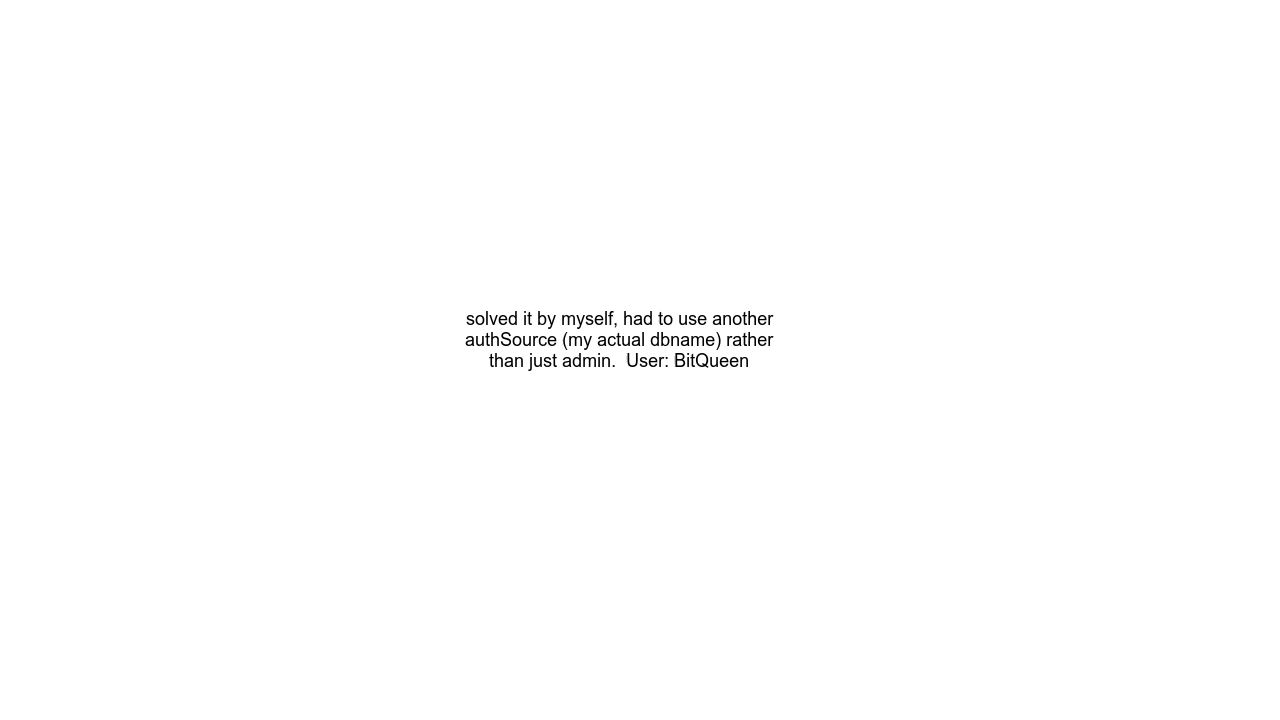 solved it by myself, had to use another
authSource (my actual dbname) rather
than just admin.  User: BitQueen